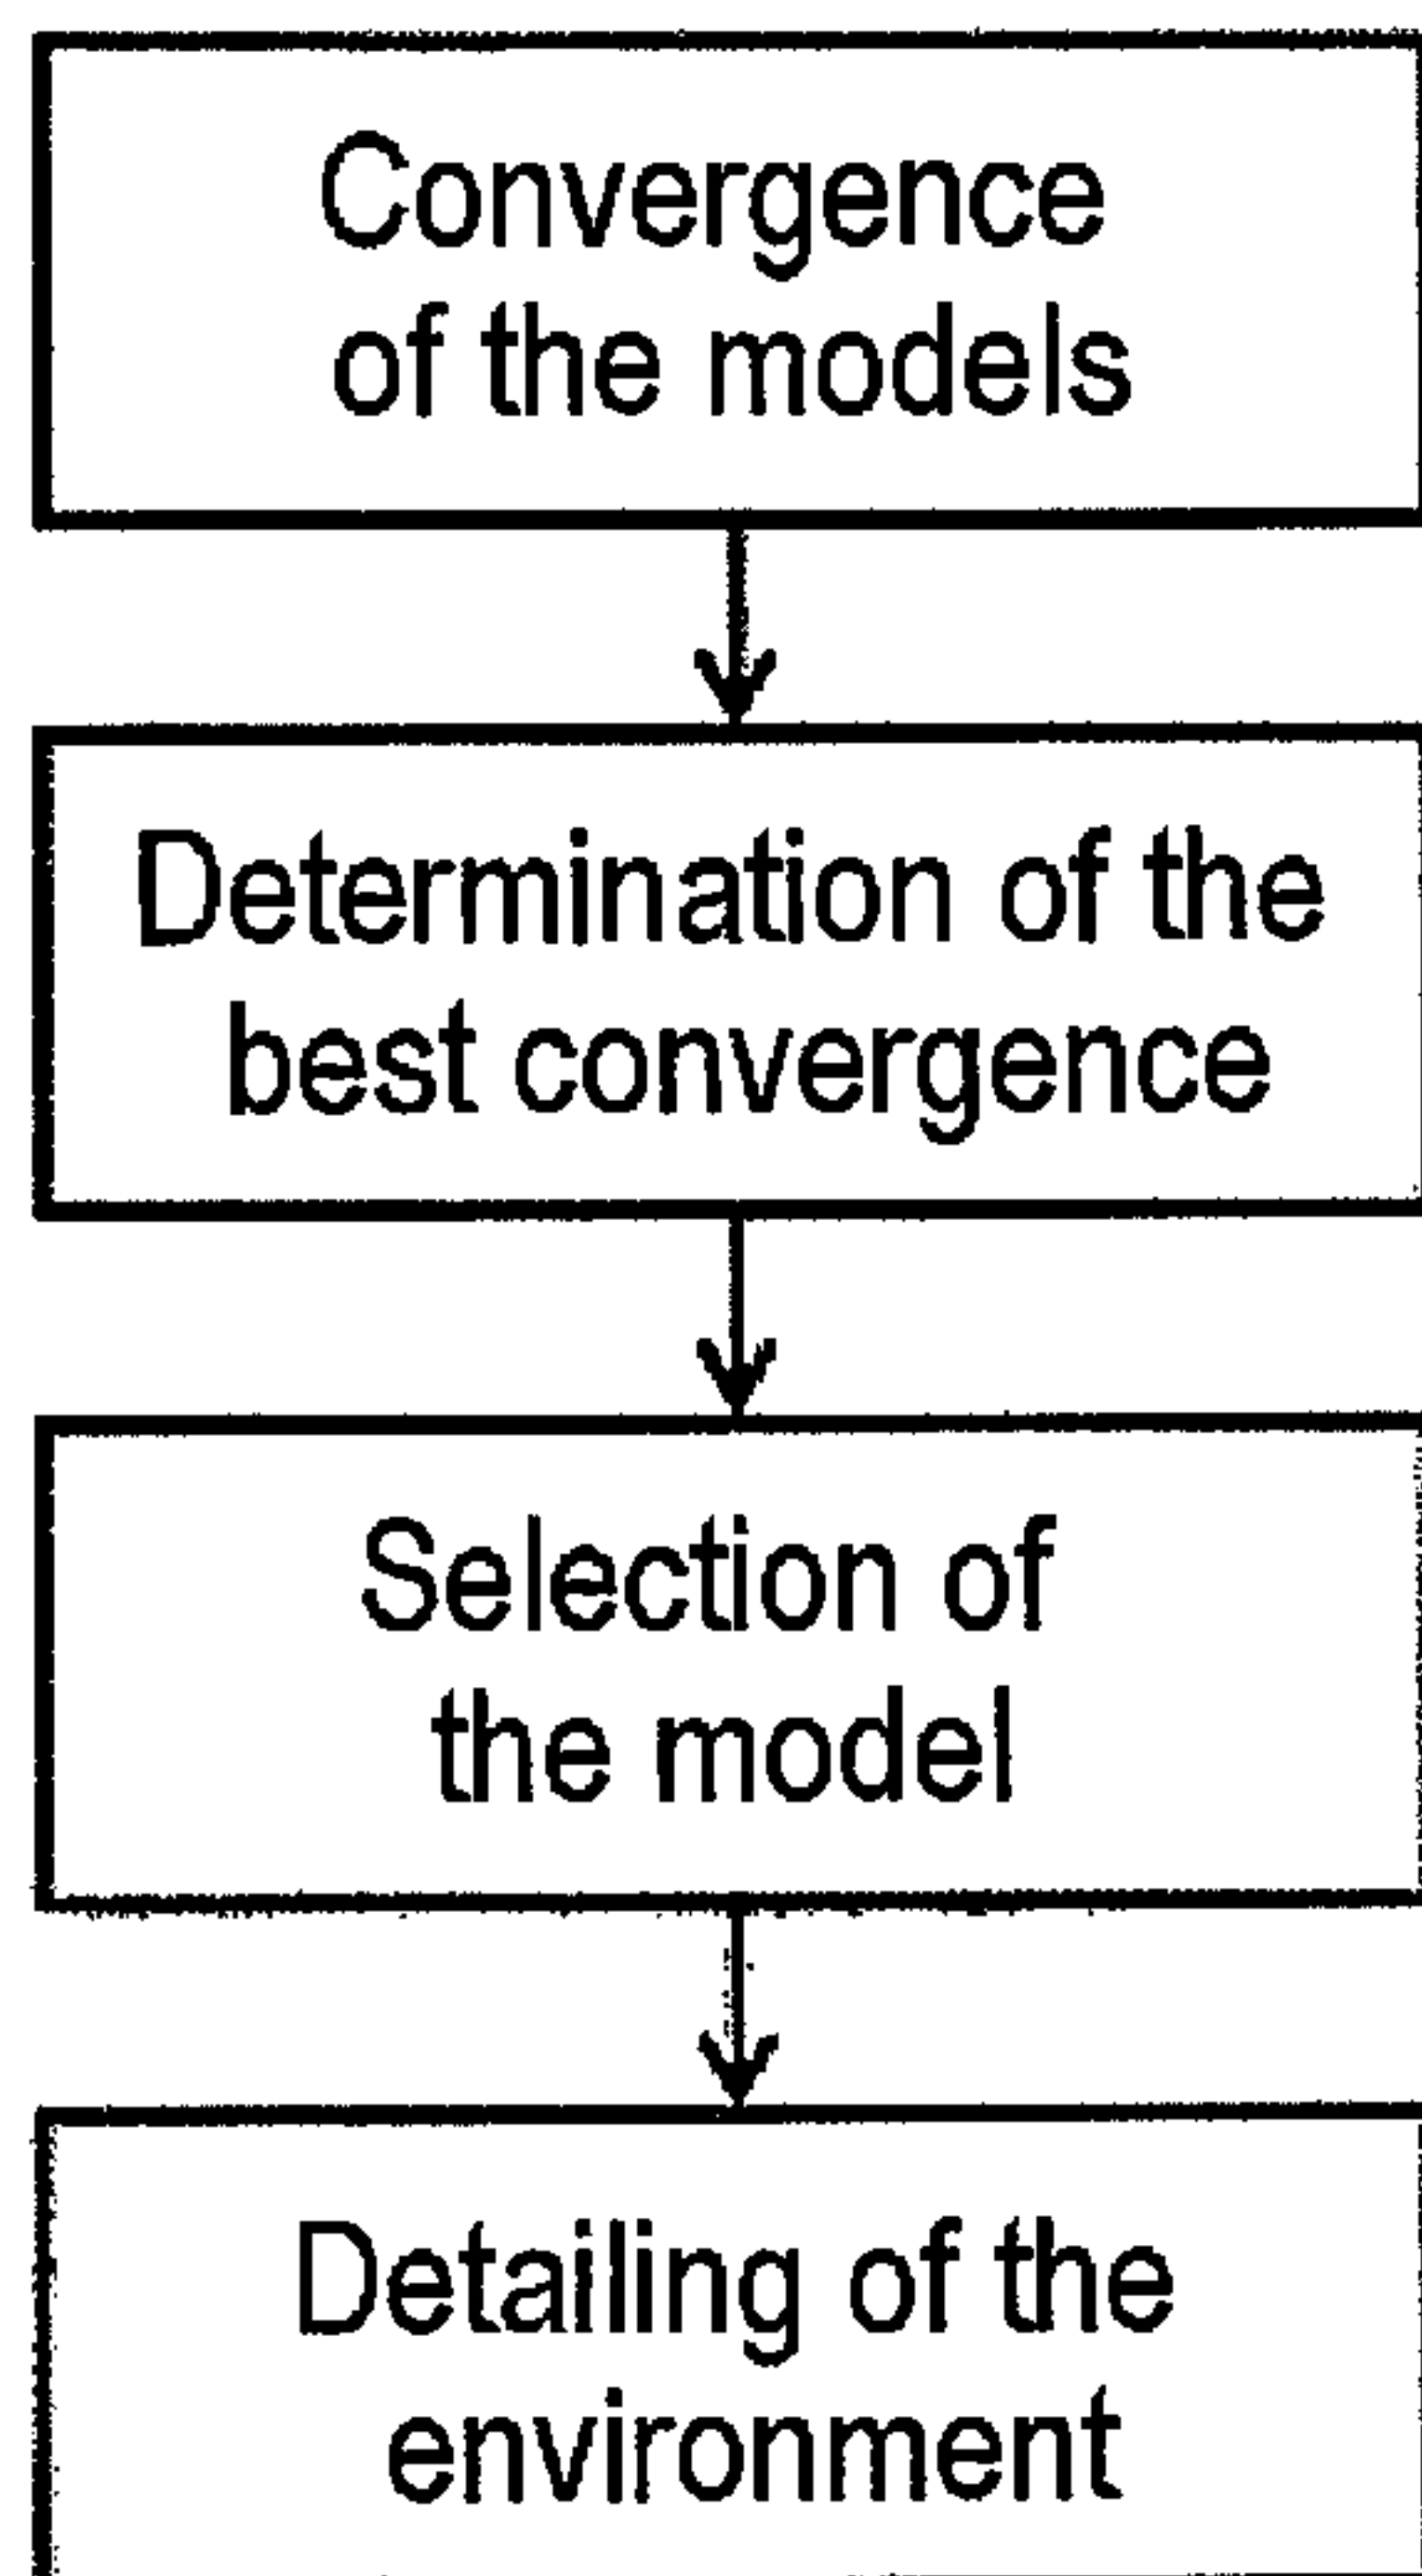 Convergence
of the models
Determination of the
best convergence
Selection of
the model
Detailing of the
environment